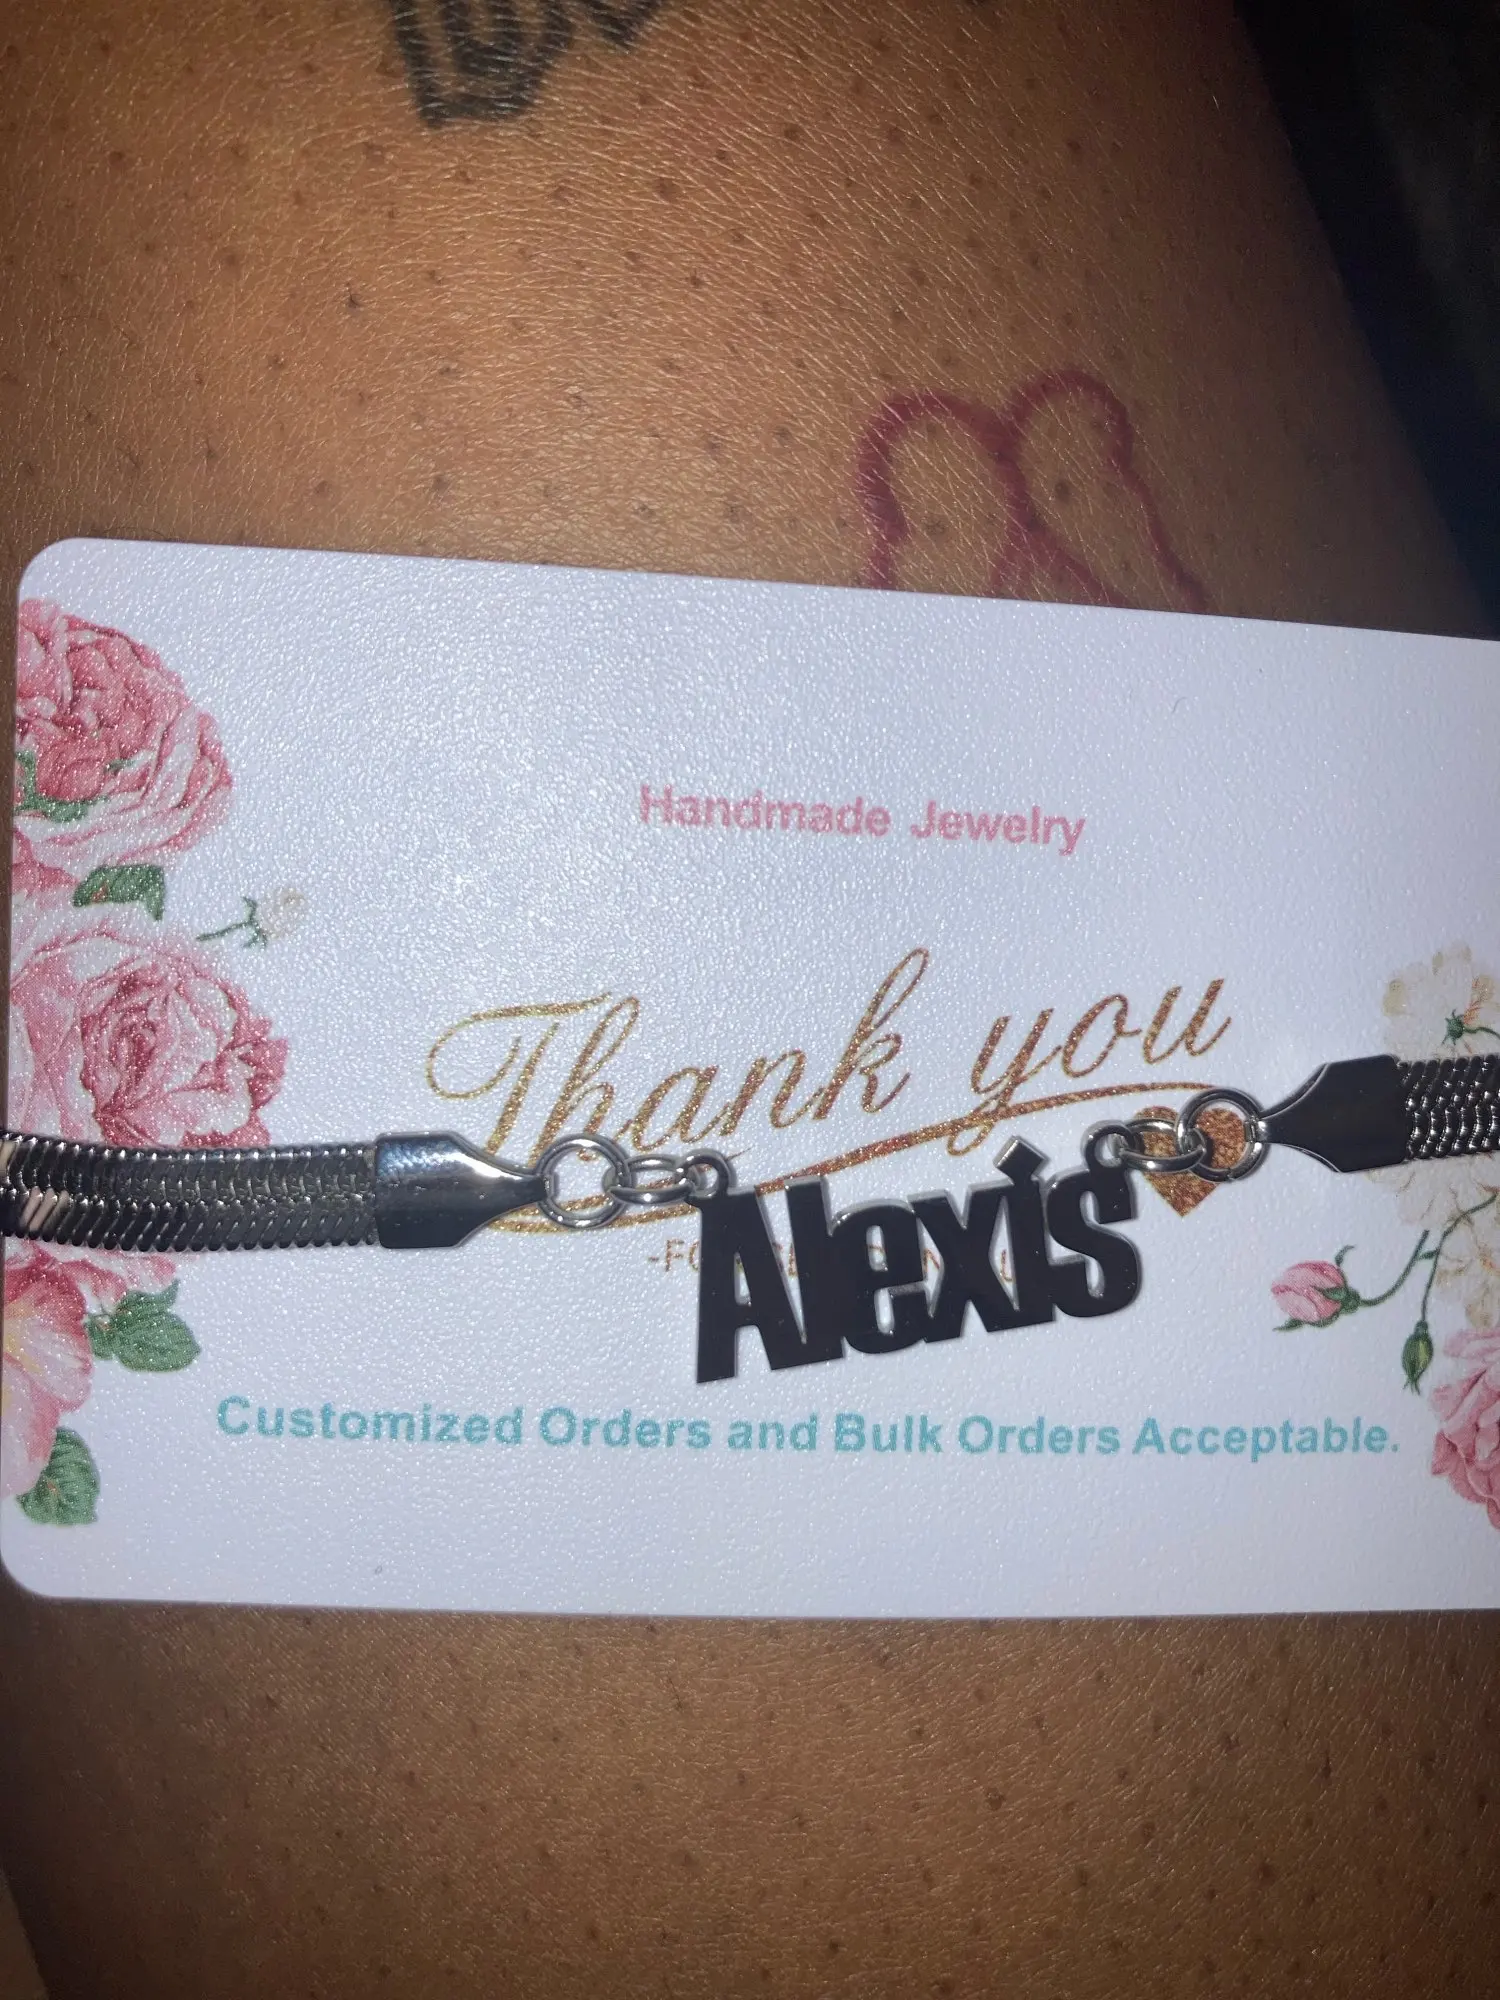 Handmade Jewelry
Thank you
Alexis
Customized Orders and Bulk Orders Acceptable.